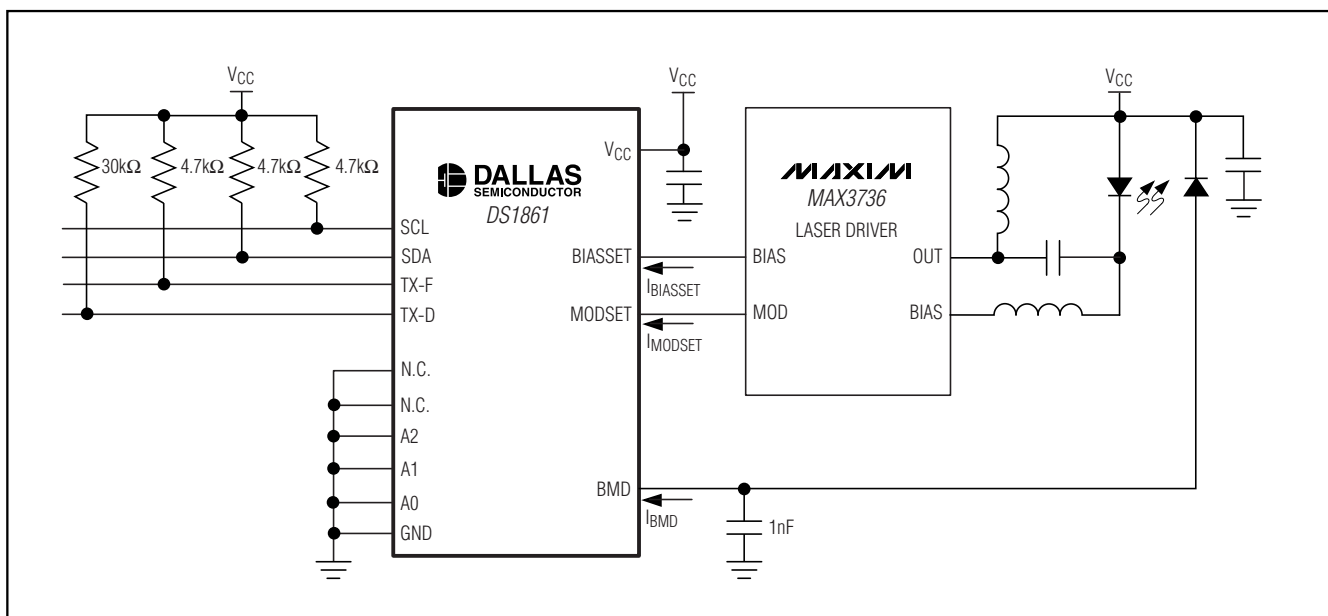 VCC
30kΩ
4.7kΩ
4.7kΩ
4.7kΩ
SCL
SDA
TX-F
TX-D
N.C.
N.C.
A2
A1
A0
GND
DALLAS
SEMICONDUCTOR
DS1861
VCC
BIASSET
MODSET
BMD
VCC
IBIASSET
IMODSET
IBMD
1nF
MAXIM
MAX3736
LASER DRIVER
BIAS
MOD
OUT
BIAS
VCC